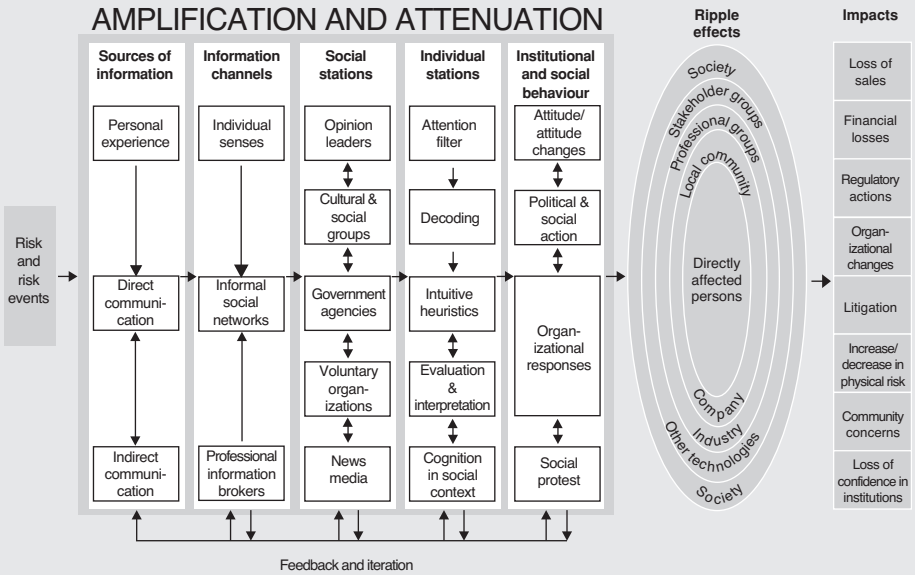 AMPLIFICATION AND ATTENUATION
Risk
and
risk
events
Sources of
information
Personal
experience
Direct
communi-
cation
Indirect
communi-
cation
Information
channels
Individual
senses
Informal
social
networks
Professional
information
brokers
Social
stations
Opinion
leaders
Cultural &
social
groups
Government
agencies
Voluntary
organ-
izations
News
media
Individual
stations
Attention
filter
Decoding
Intuitive
heuristics
Evaluation
&
interpretation
Cognition
in social
context
Institutional
and social
behaviour
Attitude/
attitude
changes
Political &
social
action
Organ-
izational
responses
Social
protest
Feedback and iteration
Ripple
effects
Society
Stakeholder groups
Professional groups
Local community
Directly
affected
persons
Company
Industry
Other technologies
Society
Impacts
Loss of
sales
Financial
losses
Regulatory
actions
Organ-
izational
changes
Litigation
Increase/
decrease in
physical risk
Community
concerns
Loss of
confidence in
institutions